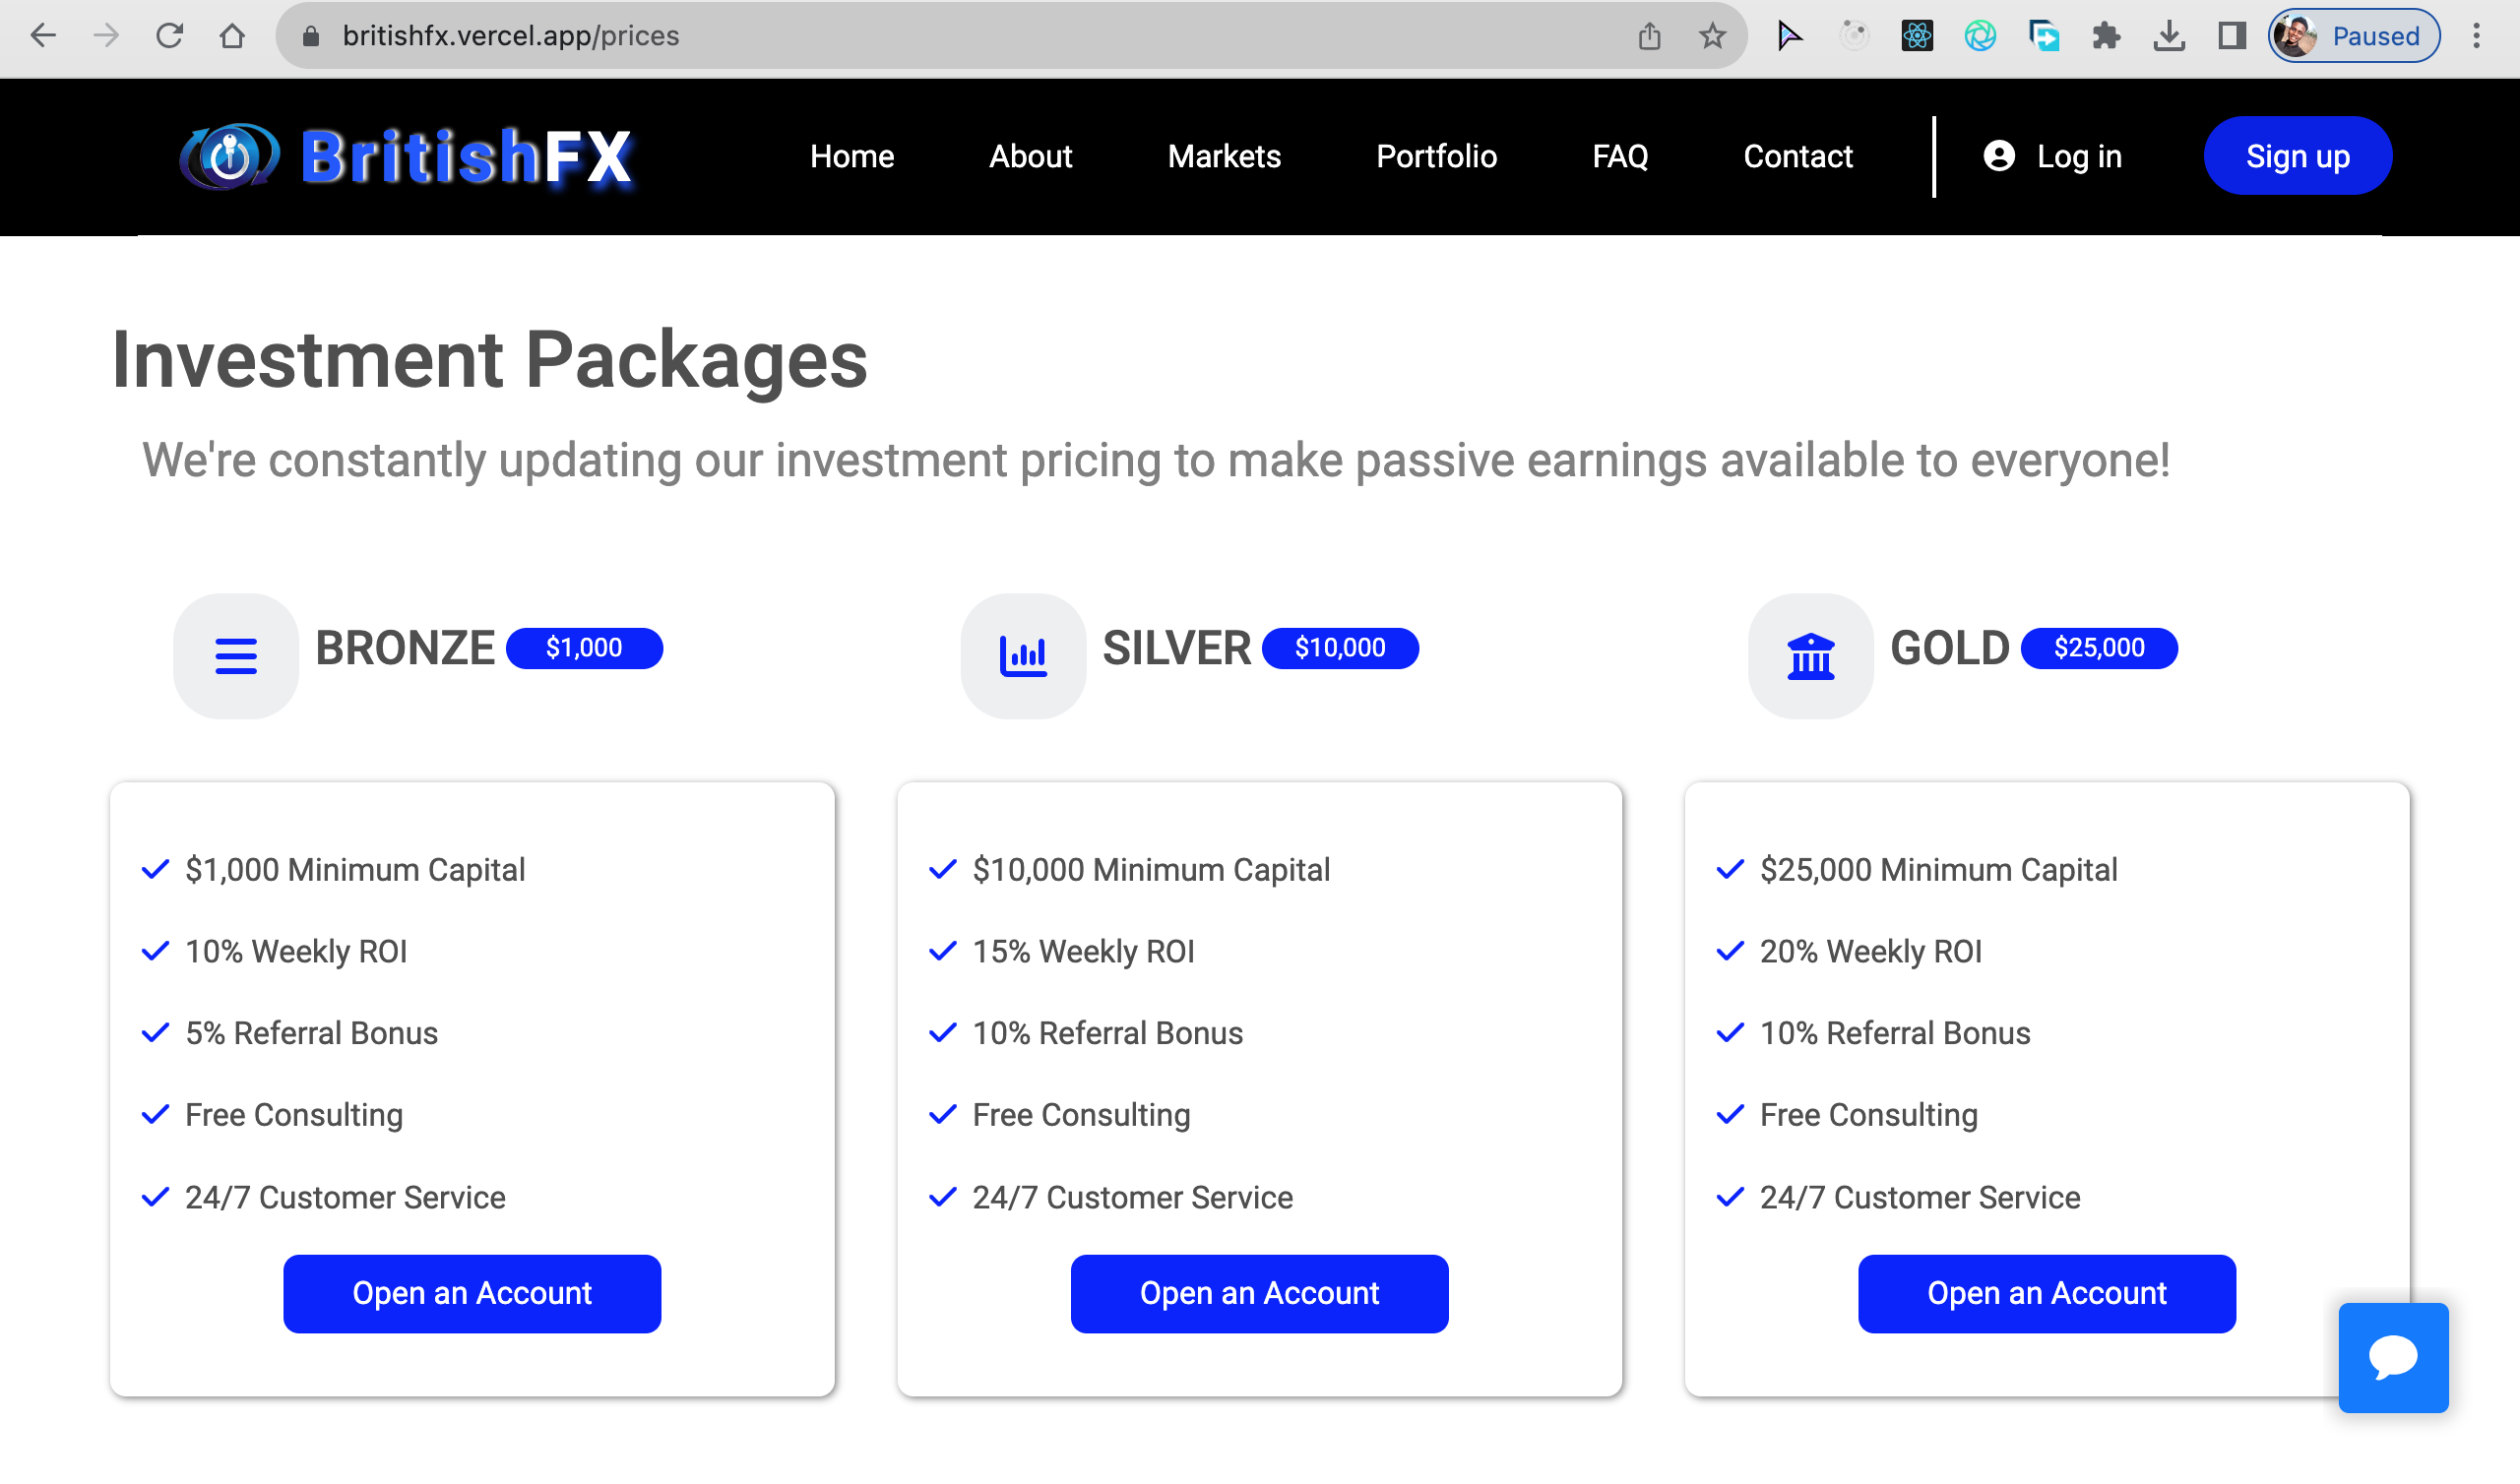 britishfx.vercel.app/prices
Paused
BritishFX
Home
About
Markets
Portfolio
FAQ
Contact
Log in
Sign up
Investment Packages
We're constantly updating our investment pricing to make passive earnings available to everyone!
BRONZE $1,000
$1,000 Minimum Capital
10% Weekly ROI
5% Referral Bonus
Free Consulting
24/7 Customer Service
Open an Account
SILVER $10,000
$10,000 Minimum Capital
15% Weekly ROI
10% Referral Bonus
Free Consulting
24/7 Customer Service
Open an Account
GOLD $25,000
$25,000 Minimum Capital
20% Weekly ROI
10% Referral Bonus
Free Consulting
24/7 Customer Service
Open an Account